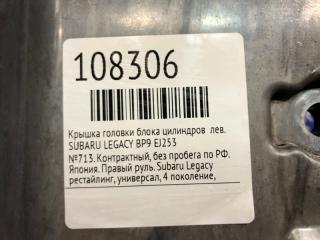 108306
Крышка головки блока цилиндров лев.
SUBARU LEGACY BP9 EJ253
№713. Контрактный, без пробега по РФ.
Япония. Правый руль. Subaru Legacy
рестайлинг, универсал, 4 поколение,